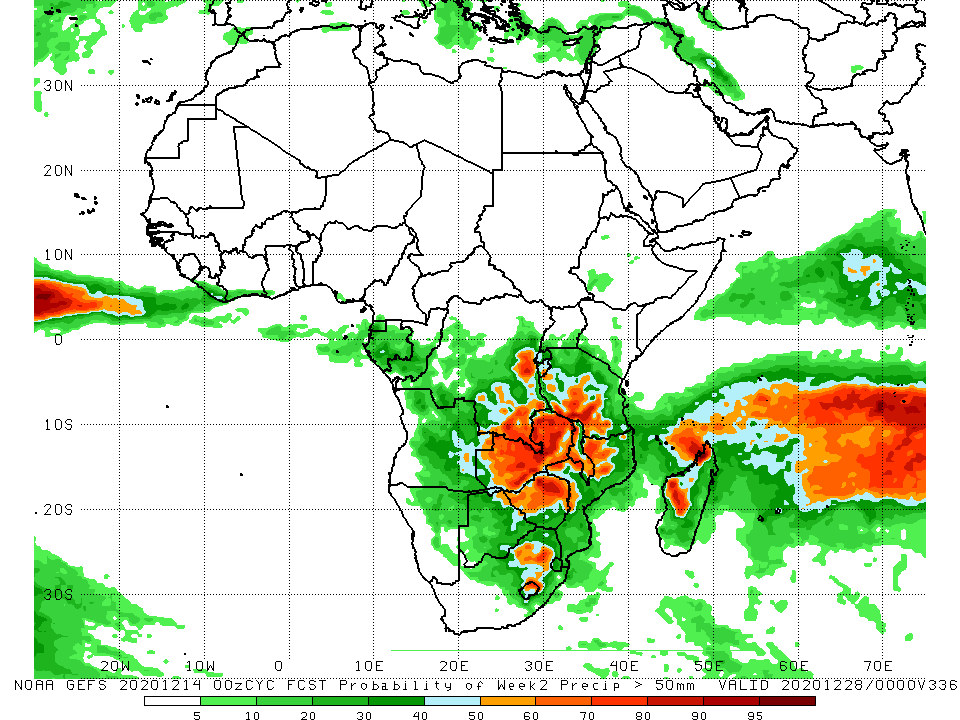 30N
20N
10N
0
10S
20S
30S
20W 10W 0 10E 20E 30E 40E 50E 60E 70E
NOAA GEFS 20201214 00zCYC FCST Probability of Week2 Precip > 50mm VALID 20201228/0000V336
5 10 20 30 40 50 60 70 80 90 95